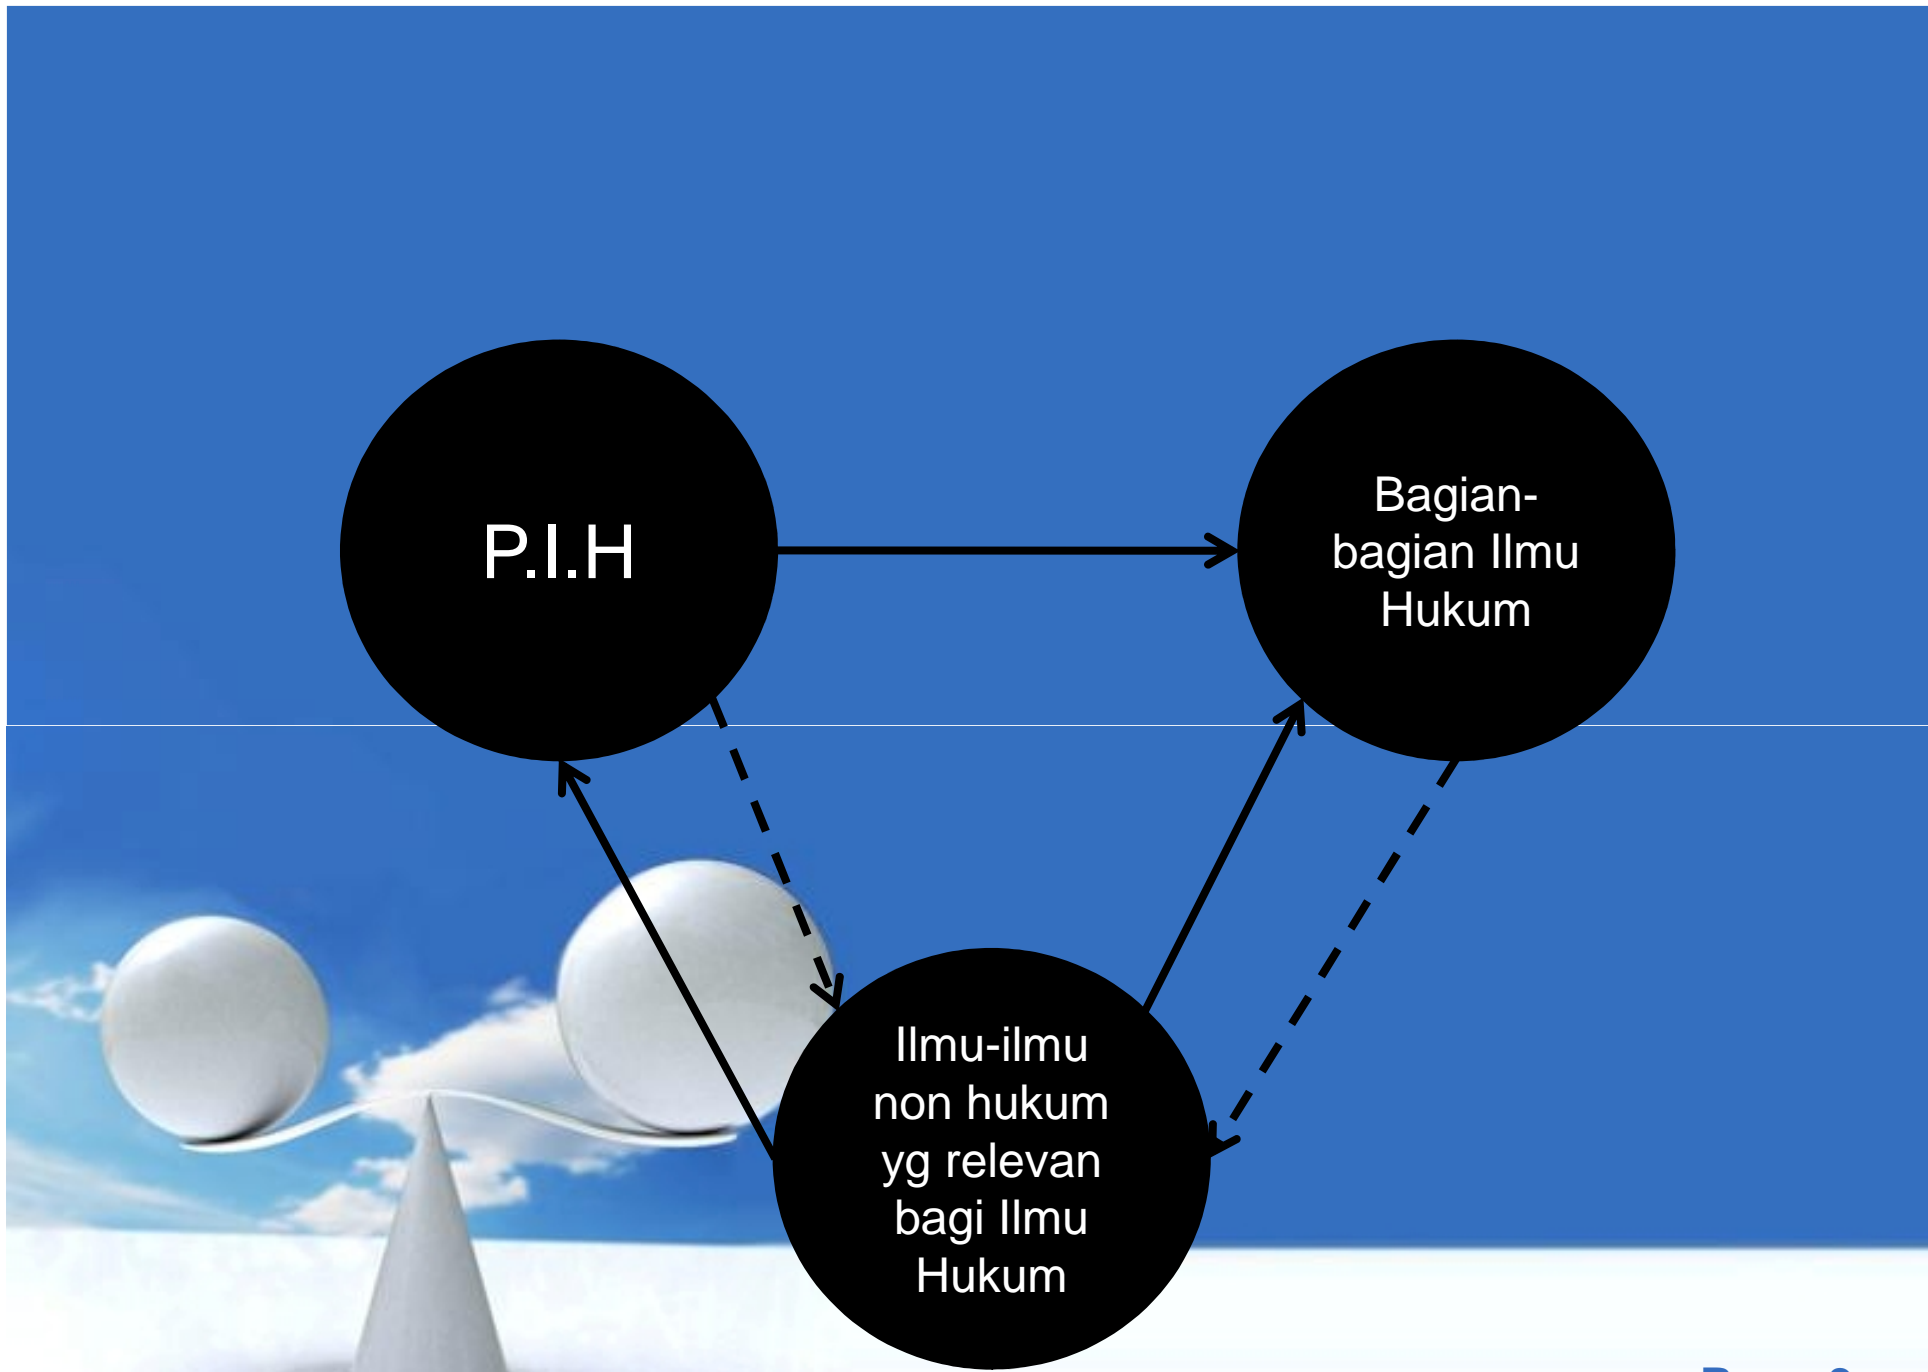 P.I.H
Bagian-
bagian Ilmu
Hukum
Ilmu-ilmu
non hukum
yg relevan
bagi Ilmu
Hukum